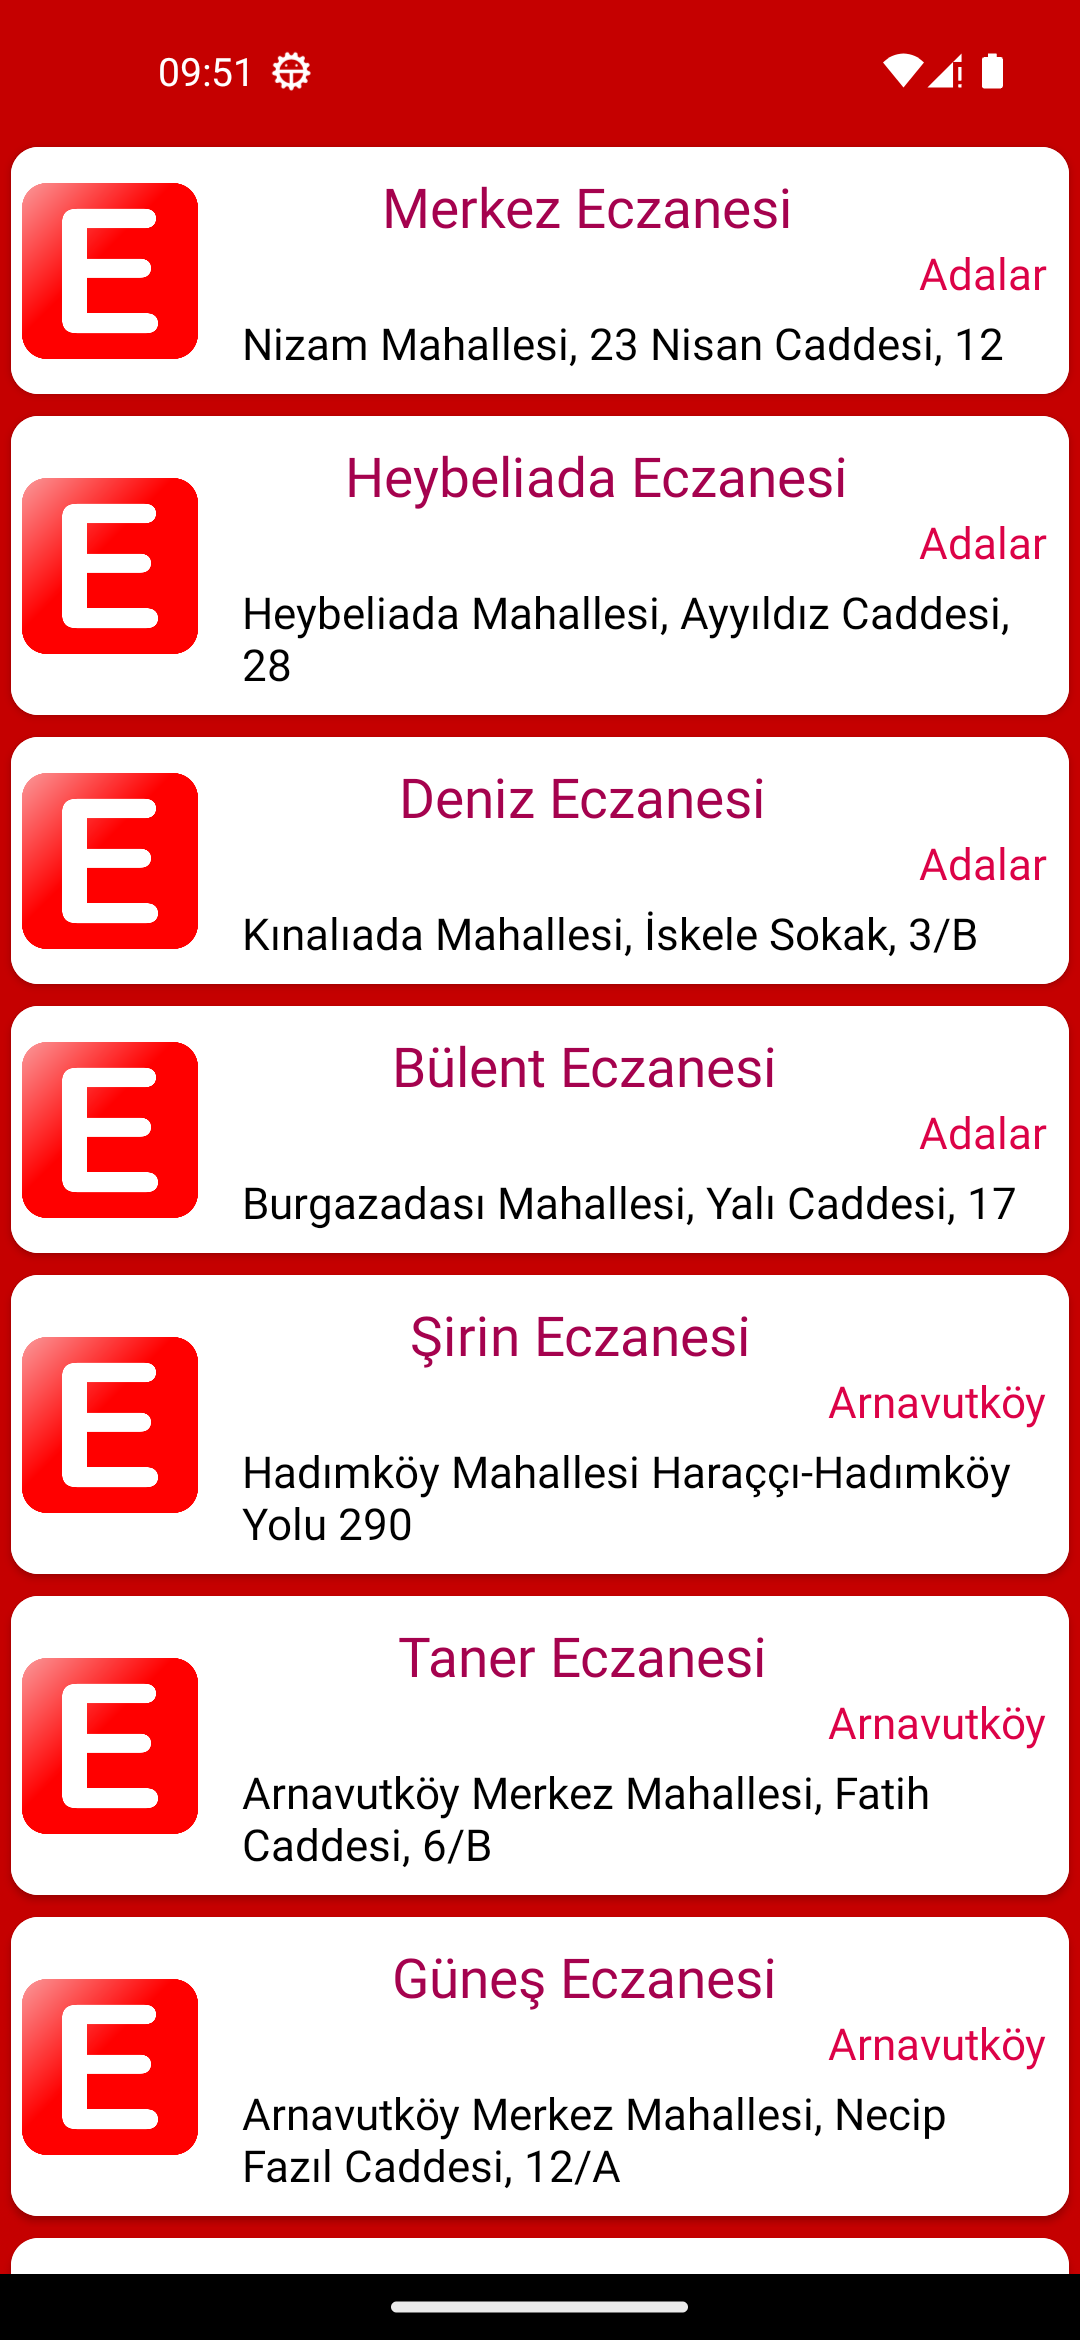 09:51
E
Merkez Eczanesi
Adalar
Nizam Mahallesi, 23 Nisan Caddesi, 12
E
Heybeliada Eczanesi
Adalar
Heybeliada Mahallesi, Ayyıldız Caddesi,
28
E
Deniz Eczanesi
Adalar
Kınalıada Mahallesi, İskele Sokak, 3/B
E
Bülent Eczanesi
Adalar
Burgazadası Mahallesi, Yalı Caddesi, 17
E
Şirin Eczanesi
Arnavutköy
Hadımköy Mahallesi Haraççı-Hadımköy
Yolu 290
E
Taner Eczanesi
Arnavutköy
Arnavutköy Merkez Mahallesi, Fatih
Caddesi, 6/B
E
Güneş Eczanesi
Arnavutköy
Arnavutköy Merkez Mahallesi, Necip
Fazıl Caddesi, 12/A